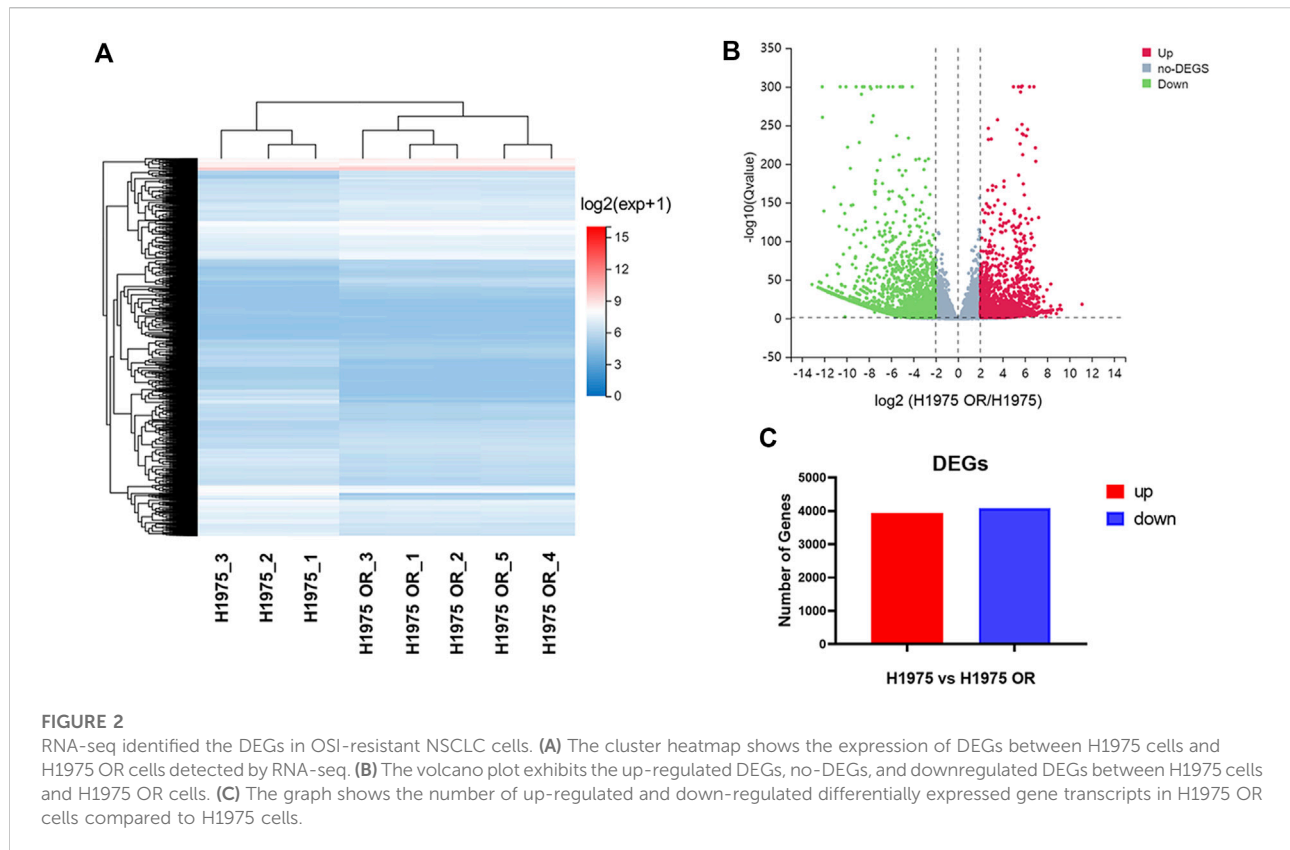 A
log2(exp+1)
15
12
9
6
3
0
H1975_3
H1975_2
H1975_1
H1975 OR_3
H1975 OR_1
H1975 OR_2
H1975 OR_5
H1975 OR_4
B
Up
no-DEGS
Down
-log10(Qvalue)
350
300
250
200
150
100
50
0
-50
-14 -12 -10 -8 -6 -4 -2 0 2 4 6 8 10 12 14
log2 (H1975 OR/H1975)
C
DEGs
up
down
Number of Genes
5000
4000
3000
2000
1000
0
H1975 vs H1975 OR
FIGURE 2
RNA-seq identified the DEGs in OSI-resistant NSCLC cells. (A) The cluster heatmap shows the expression of DEGs between H1975 cells and
H1975 OR cells detected by RNA-seq. (B) The volcano plot exhibits the up-regulated DEGs, no-DEGs, and downregulated DEGs between H1975 cells
and H1975 OR cells. (C) The graph shows the number of up-regulated and down-regulated differentially expressed gene transcripts in H1975 OR
cells compared to H1975 cells.